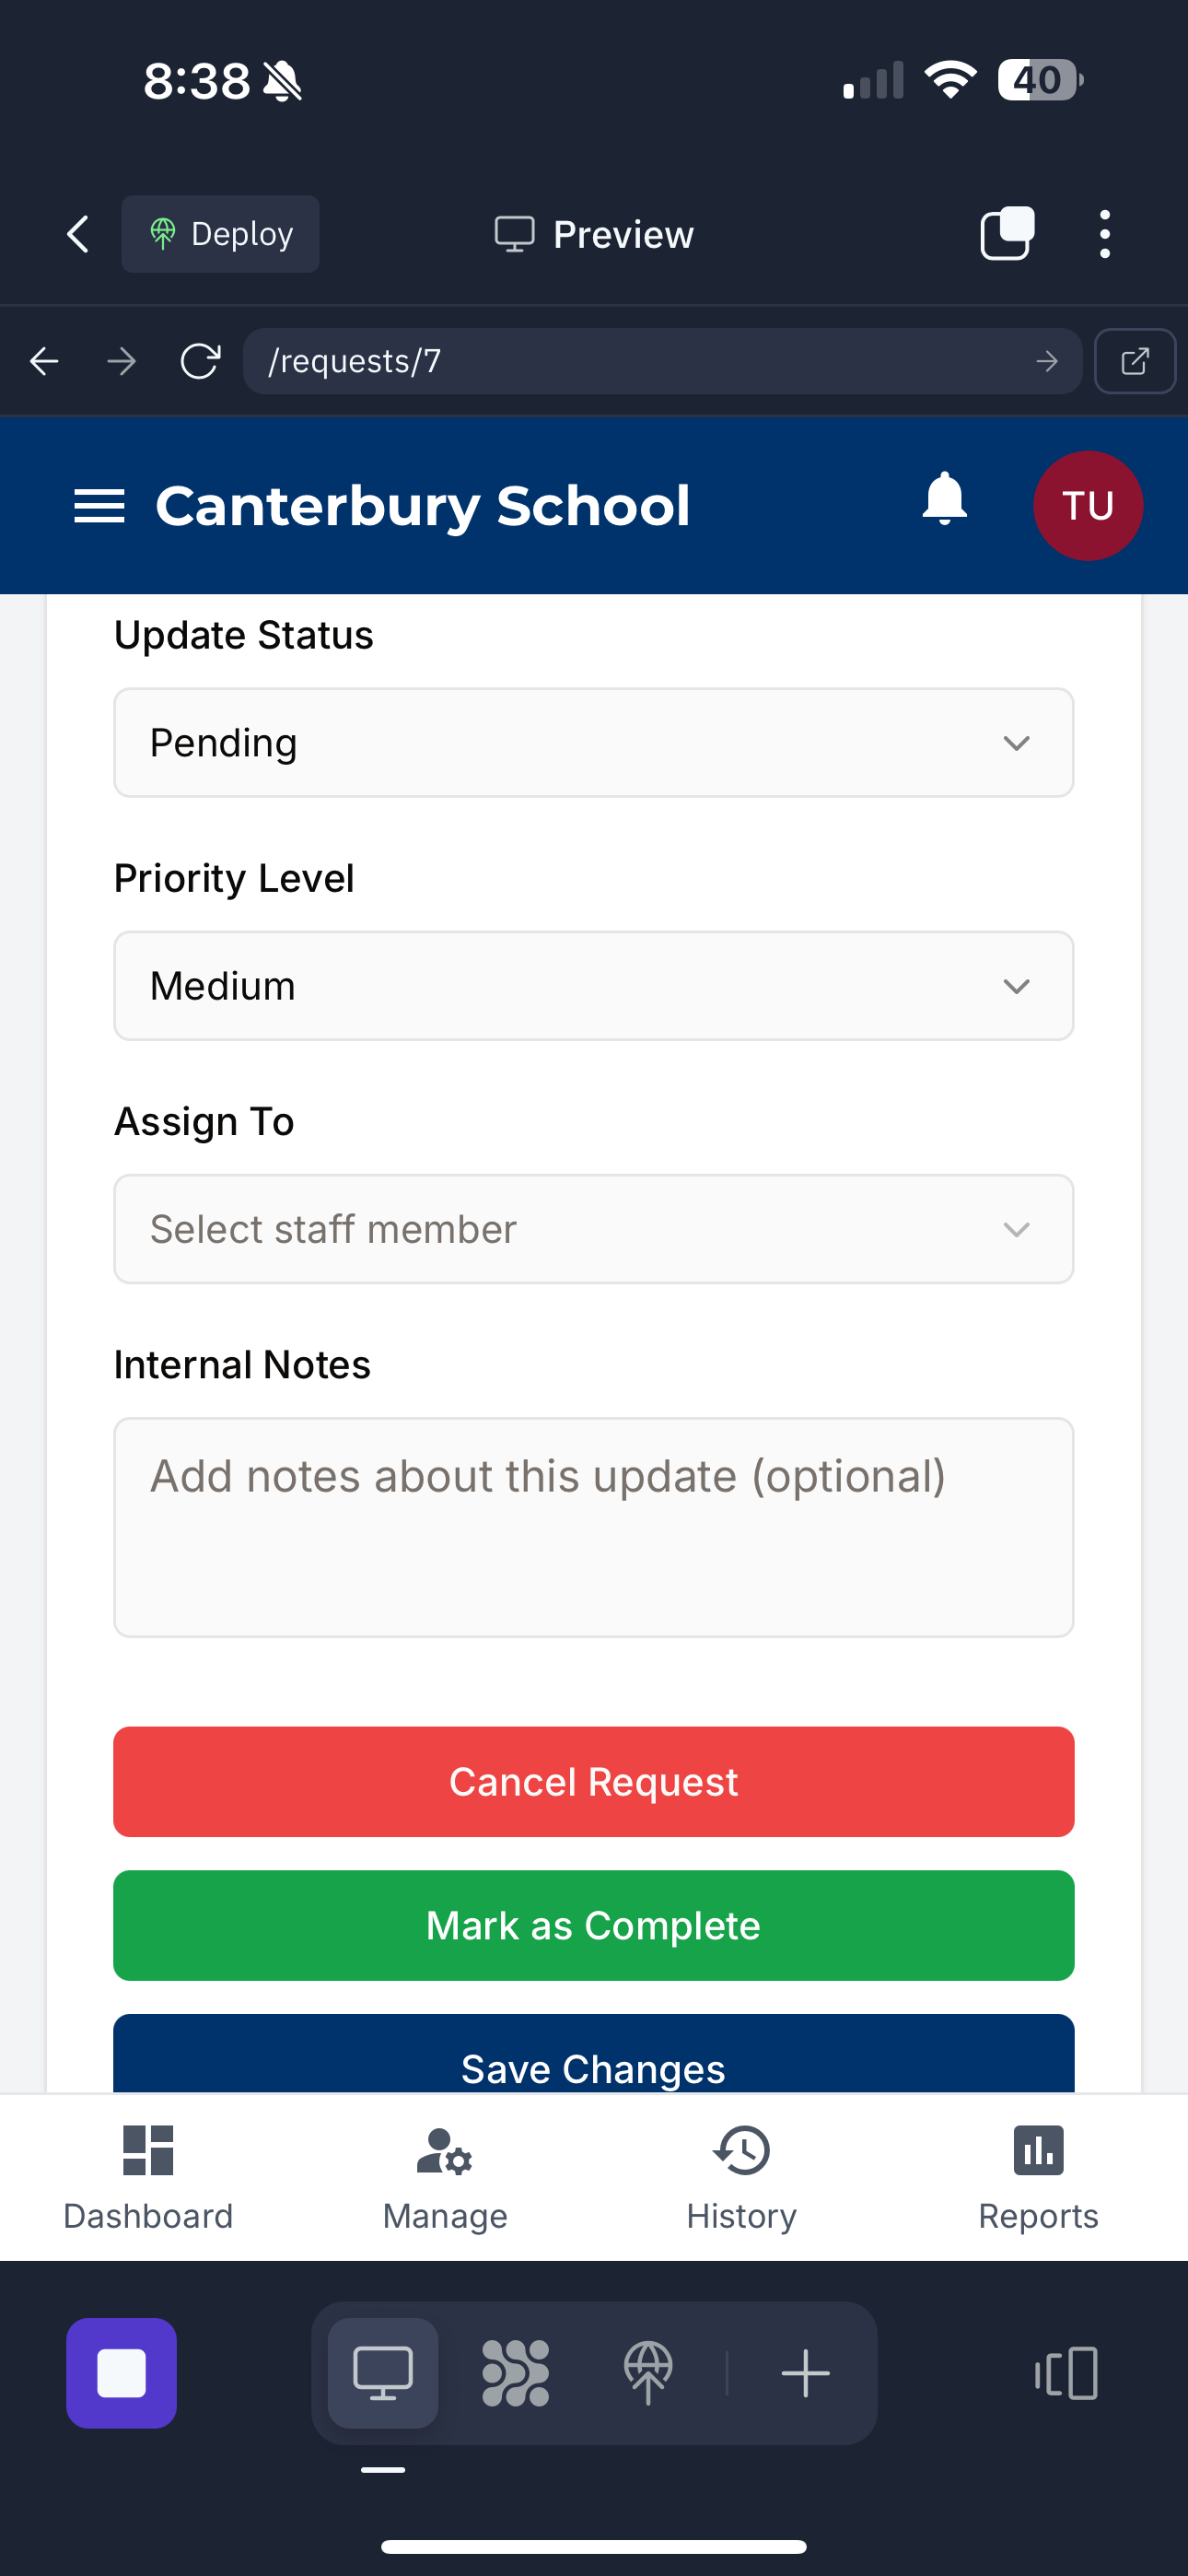 8:38
40
Deploy
Preview
/requests/7
Canterbury School
TU
Update Status
Pending
Priority Level
Medium
Assign To
Select staff member
Internal Notes
Add notes about this update (optional)
Cancel Request
Mark as Complete
Save Changes
Dashboard
Manage
History
Reports